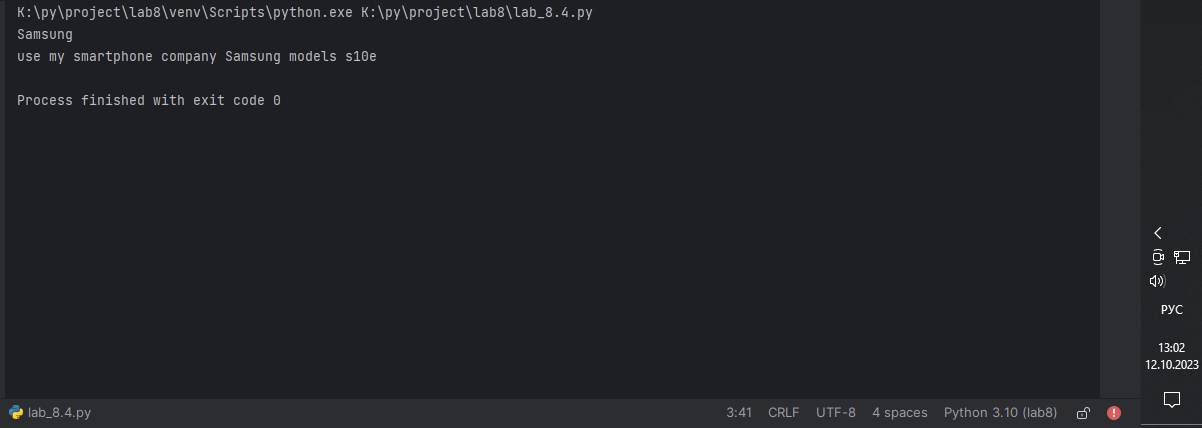 K:\py\project\lab8\venv\Scripts\python.exe K:\py\project\lab8\lab_8.4.py
Samsung
use my smartphone company Samsung models s10e
Process finished with exit code 0
РУС
13:02
12.10.2023
lab_8.4.py 3:41 CRLF UTF-8 4 spaces Python 3.10 (lab8)